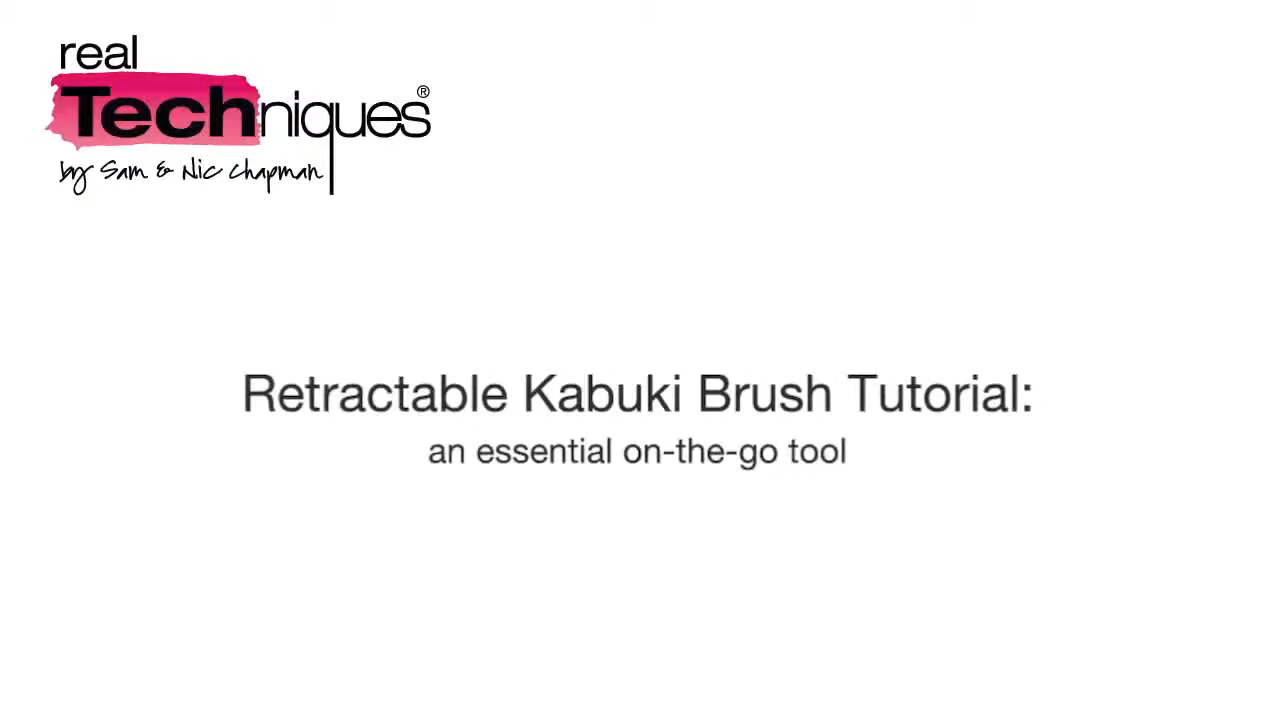 real
Techniques®
by Sam & Nic Chapman
Retractable Kabuki Brush Tutorial:
an essential on-the-go tool